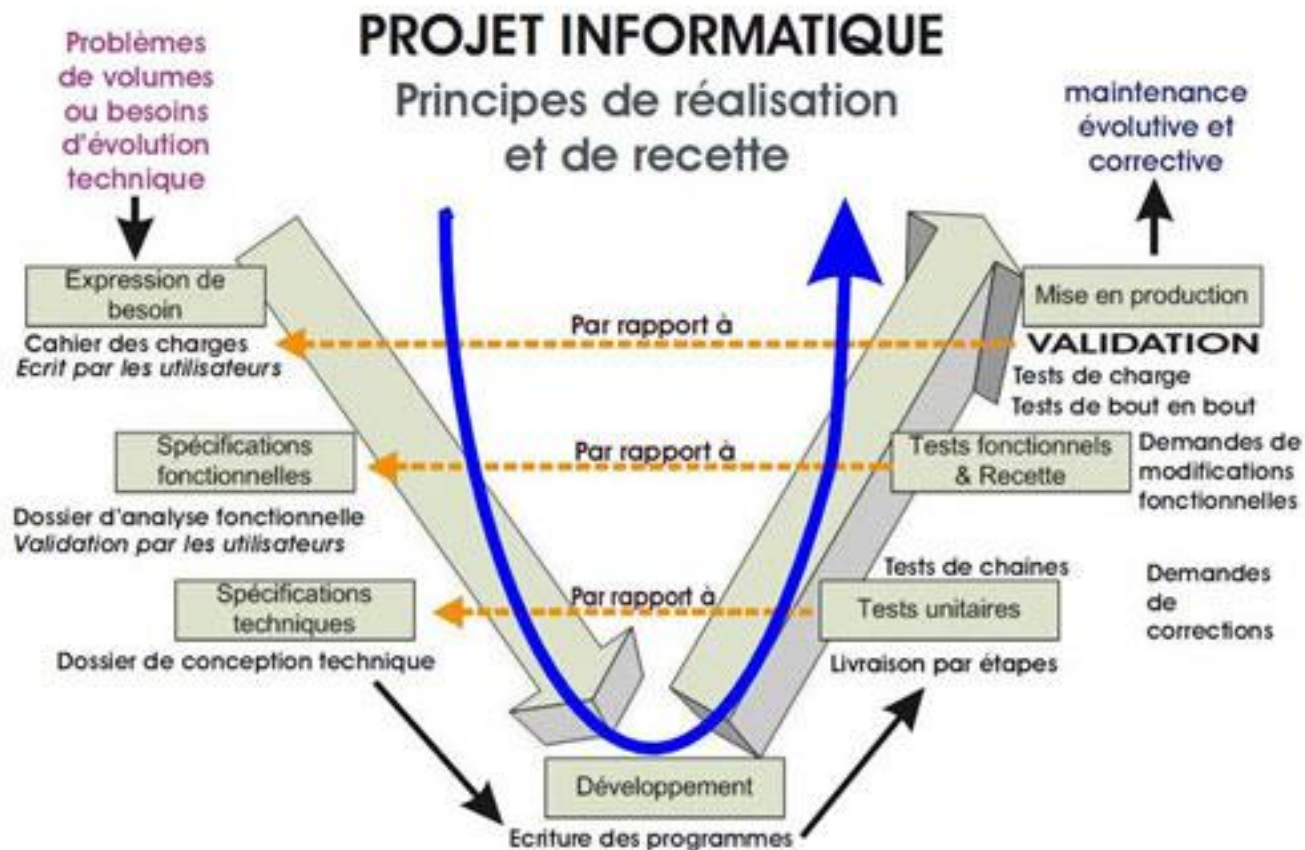 PROJET INFORMATIQUE
Principes de réalisation
et de recette
Problèmes
de volumes
ou besoins
d'évolution
technique
maintenance
évolutive et
corrective
Expression de
besoin
Cahier des charges
Ecrit par les utilisateurs
Par rapport à
Mise en production
VALIDATION
Tests de charge
Tests de bout en bout
Spécifications
fonctionnelles
Dossier d'analyse fonctionnelle
Validation par les utilisateurs
Par rapport à
Tests fonctionnels
& Recette
Demandes de
modifications
fonctionnelles
Spécifications
techniques
Dossier de conception technique
Par rapport à
Tests de chaines
Tests unitaires
Livraison par étapes
Demandes
de
corrections
Développement
Ecriture des programmes